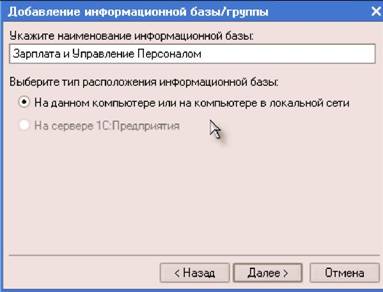 Добавление информационной базы/группы
Укажите наименование информационной базы:
Зарплата и Управление Персоналом
Выберите тип расположения информационной базы:
На данном компьютере или на компьютере в локальной сети
На сервере 1С:Предприятия
< Назад Далее > Отмена